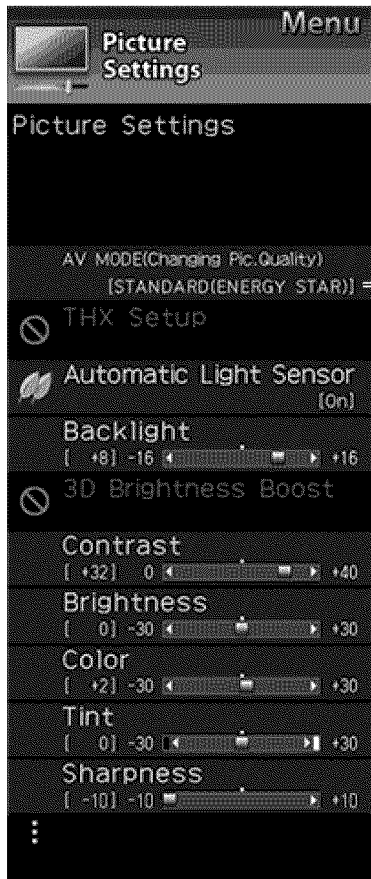 Menu
Picture
Settings
Picture Settings
AV MODE(Changing Pic.Quality)
[STANDARD(ENERGY STAR)]
THX Setup
Automatic Light Sensor
[On]
Backlight
[ +8] -16 +16
3D Brightness Boost
Contrast
[ +32] 0 +40
Brightness
[ 0] -30 +30
Color
[ +2] -30 +30
Tint
[ 0] -30 +30
Sharpness
[ -10] -10 +10